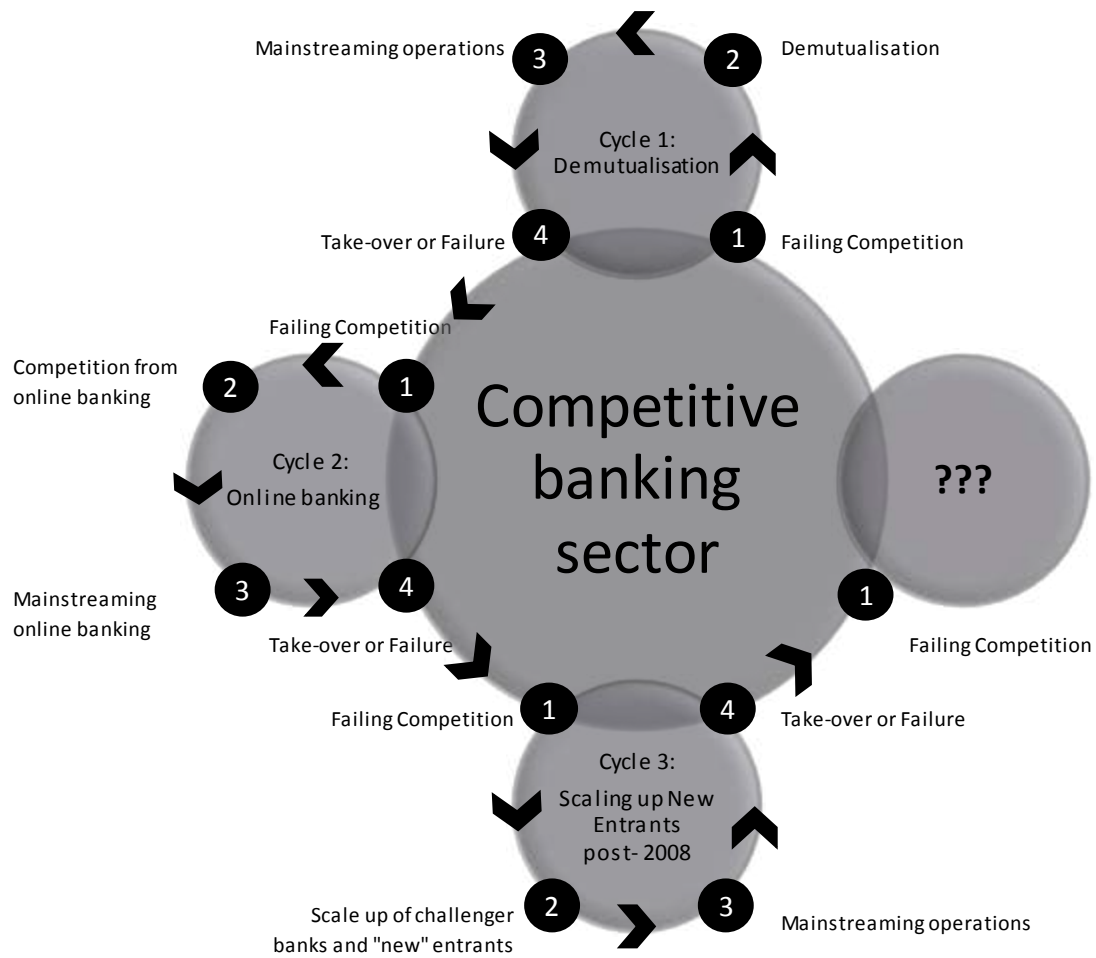 Mainstreaming operations
3
2
Demutualisation
Cycle 1:
Demutualisation
Take-over or Failure
4
1
Failing Competition
Failing Competition
Competition from
online banking
2
1
Cycle 2:
Online banking
Mainstreaming
online banking
3
4
Take-over or Failure
Competitive
banking
sector
???
1
Failing Competition
Failing Competition
1
4
Take-over or Failure
Cycle 3:
Scaling up New
Entrants
post- 2008
Scale up of challenger
banks and "new" entrants
2
3
Mainstreaming operations